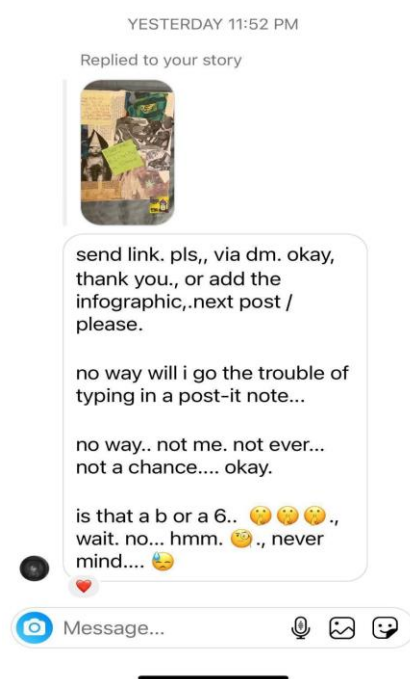 YESTERDAY 11:52 PM
Replied to your story
send link. pls,, via dm. okay,
thank you., or add the
infographic,.next post /
please.
no way will i go the trouble of
typing in a post-it note...
no way.. not me. not ever...
not a chance.... okay.
is that a b or a 6.. 🤫🤫🤫.,
wait. no... hmm. 🧐., never
mind.... 😓
❤️
Message...